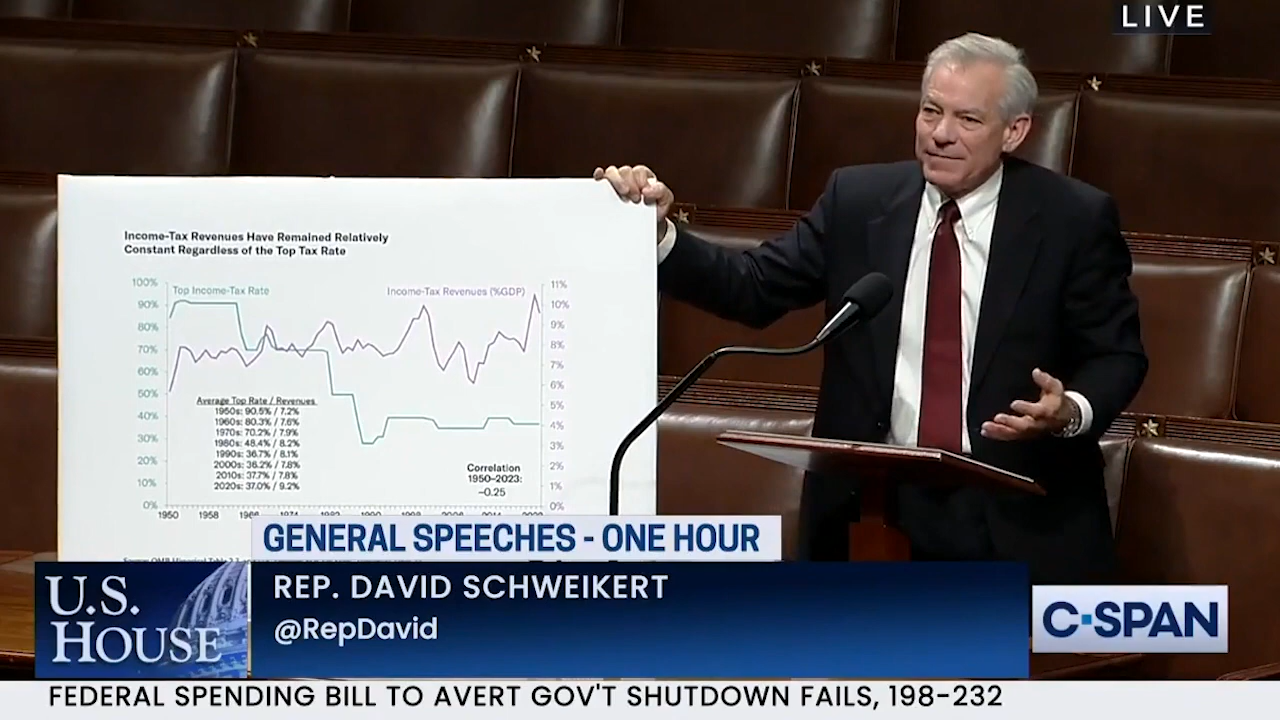 LIVE
Income-Tax Revenues Have Remained Relatively
Constant Regardless of the Top Tax Rate
100%
90%
80%
70%
60%
50%
40%
30%
20%
10%
0%
Top Income-Tax Rate
Income-Tax Revenues (%GDP)
11%
10%
9%
8%
7%
6%
5%
4%
3%
2%
1%
0%
Average Top Rate / Revenues
1950s: 90.5% / 7.2%
1960s: 80.3% / 7.6%
1970s: 70.2% / 7.9%
1980s: 48.4% / 8.2%
1990s: 36.7% / 8.1%
2000s: 36.2% / 7.8%
2010s: 37.7% / 7.8%
2020s: 37.0% / 9.2%
Correlation
1950-2023:
-0.25
1950 1958 1966 1974
GENERAL SPEECHES - ONE HOUR
U.S.
HOUSE
REP. DAVID SCHWEIKERT
@RepDavid
C-SPAN
FEDERAL SPENDING BILL TO AVERT GOV'T SHUTDOWN FAILS, 198-232